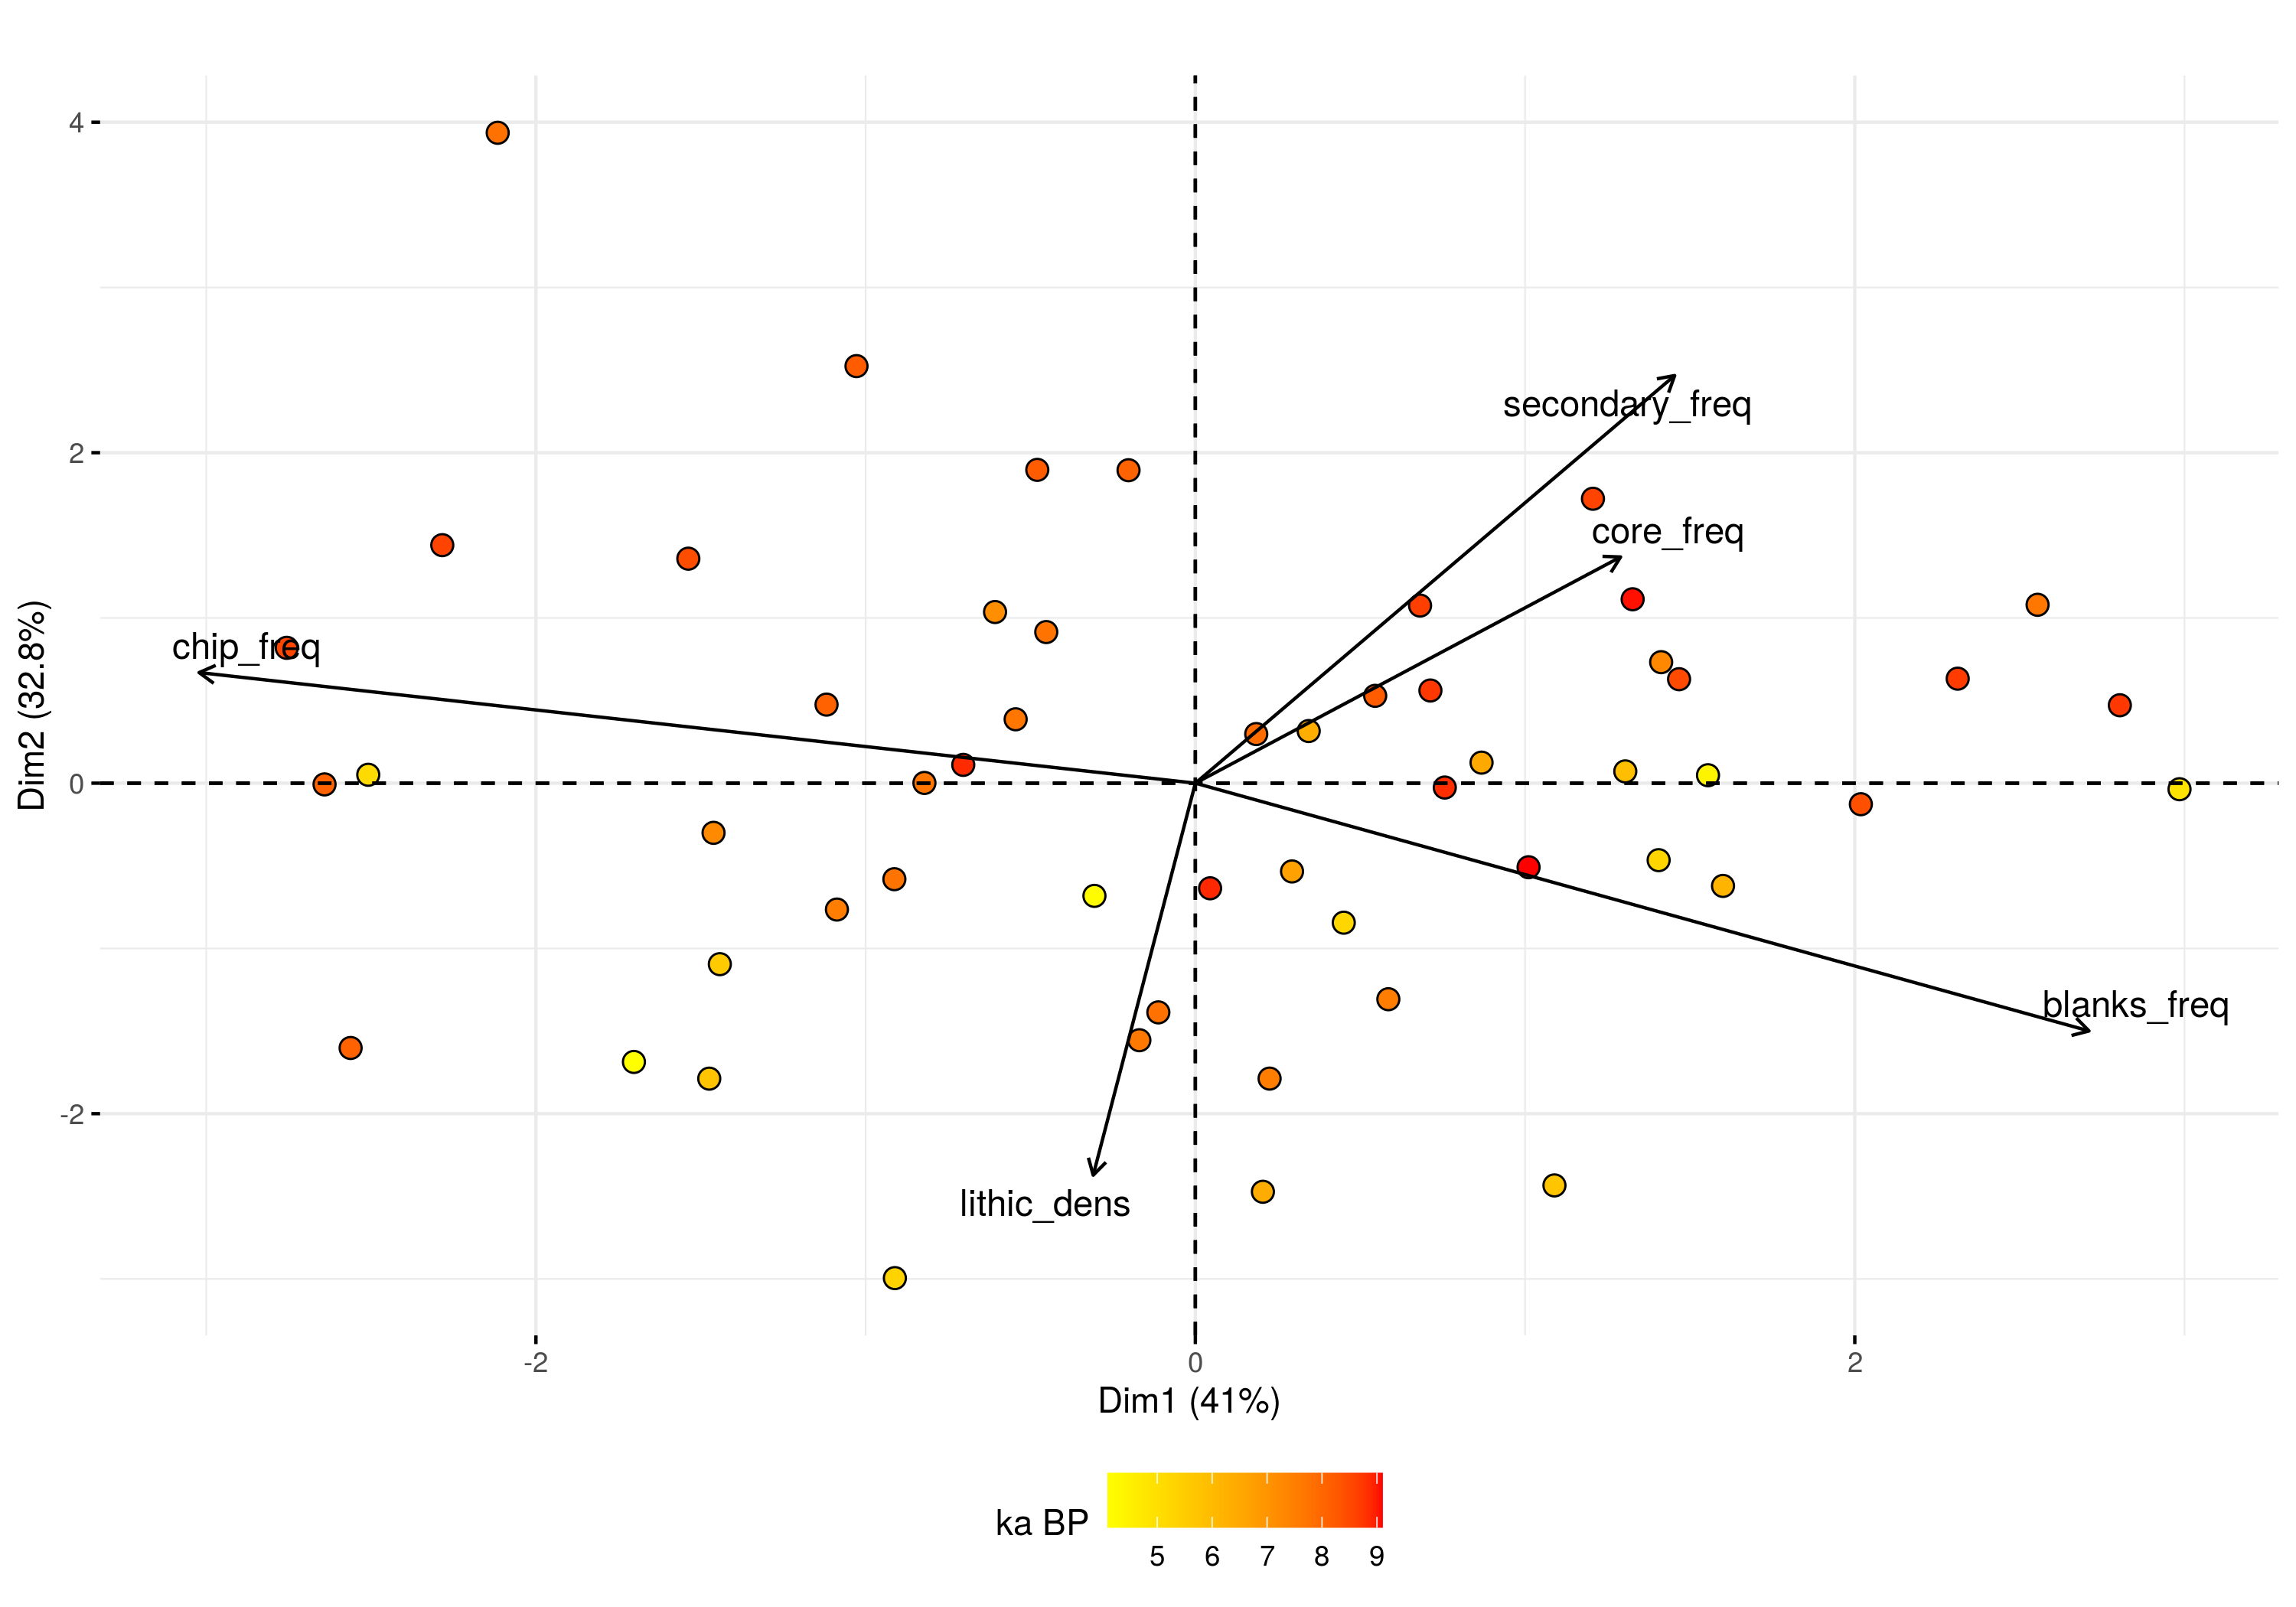 4
2
0
-2
Dim2 (32.8%)
secondary_freq
core_freq
chip_freq
blanks_freq
lithic_dens
-2 0 2
Dim1 (41%)
ka BP
5 6 7 8 9